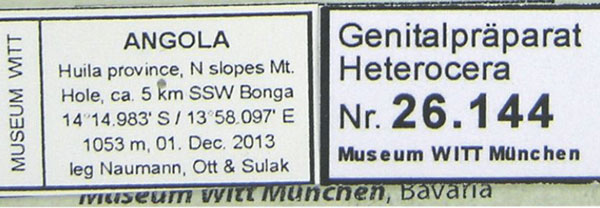 MUSEUM WITT
ANGOLA
Huila province, N slopes Mt.
Hole, ca. 5 km SSW Bonga
14°14.983' S / 13°58.097' E
1053 m, 01. Dec. 2013
leg Naumann, Ott & Sulak
Genitalpräparat
Heterocera
Nr. 26.144
Museum WITT München
Museum Witt München, Bavaria